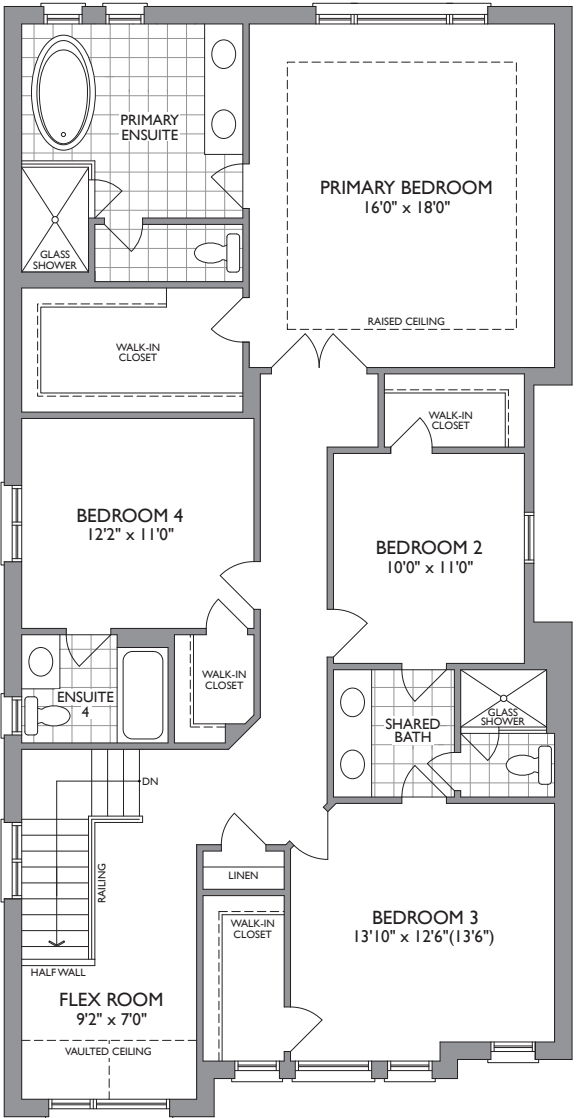 PRIMARY
ENSUITE
PRIMARY BEDROOM
16'0" x 18'0"
GLASS
SHOWER
RAISED CEILING
WALK-IN
CLOSET
WALK-IN
CLOSET
BEDROOM 4
12'2" x 11'0"
BEDROOM 2
10'0" x 11'0"
WALK-IN
CLOSET
ENSUITE
4
GLASS
SHOWER
SHARED
BATH
DN
RAILING
LINEN
WALK-IN
CLOSET
BEDROOM 3
13'10" x 12'6"(13'6")
HALF WALL
FLEX ROOM
9'2" x 7'0"
VAULTED CEILING